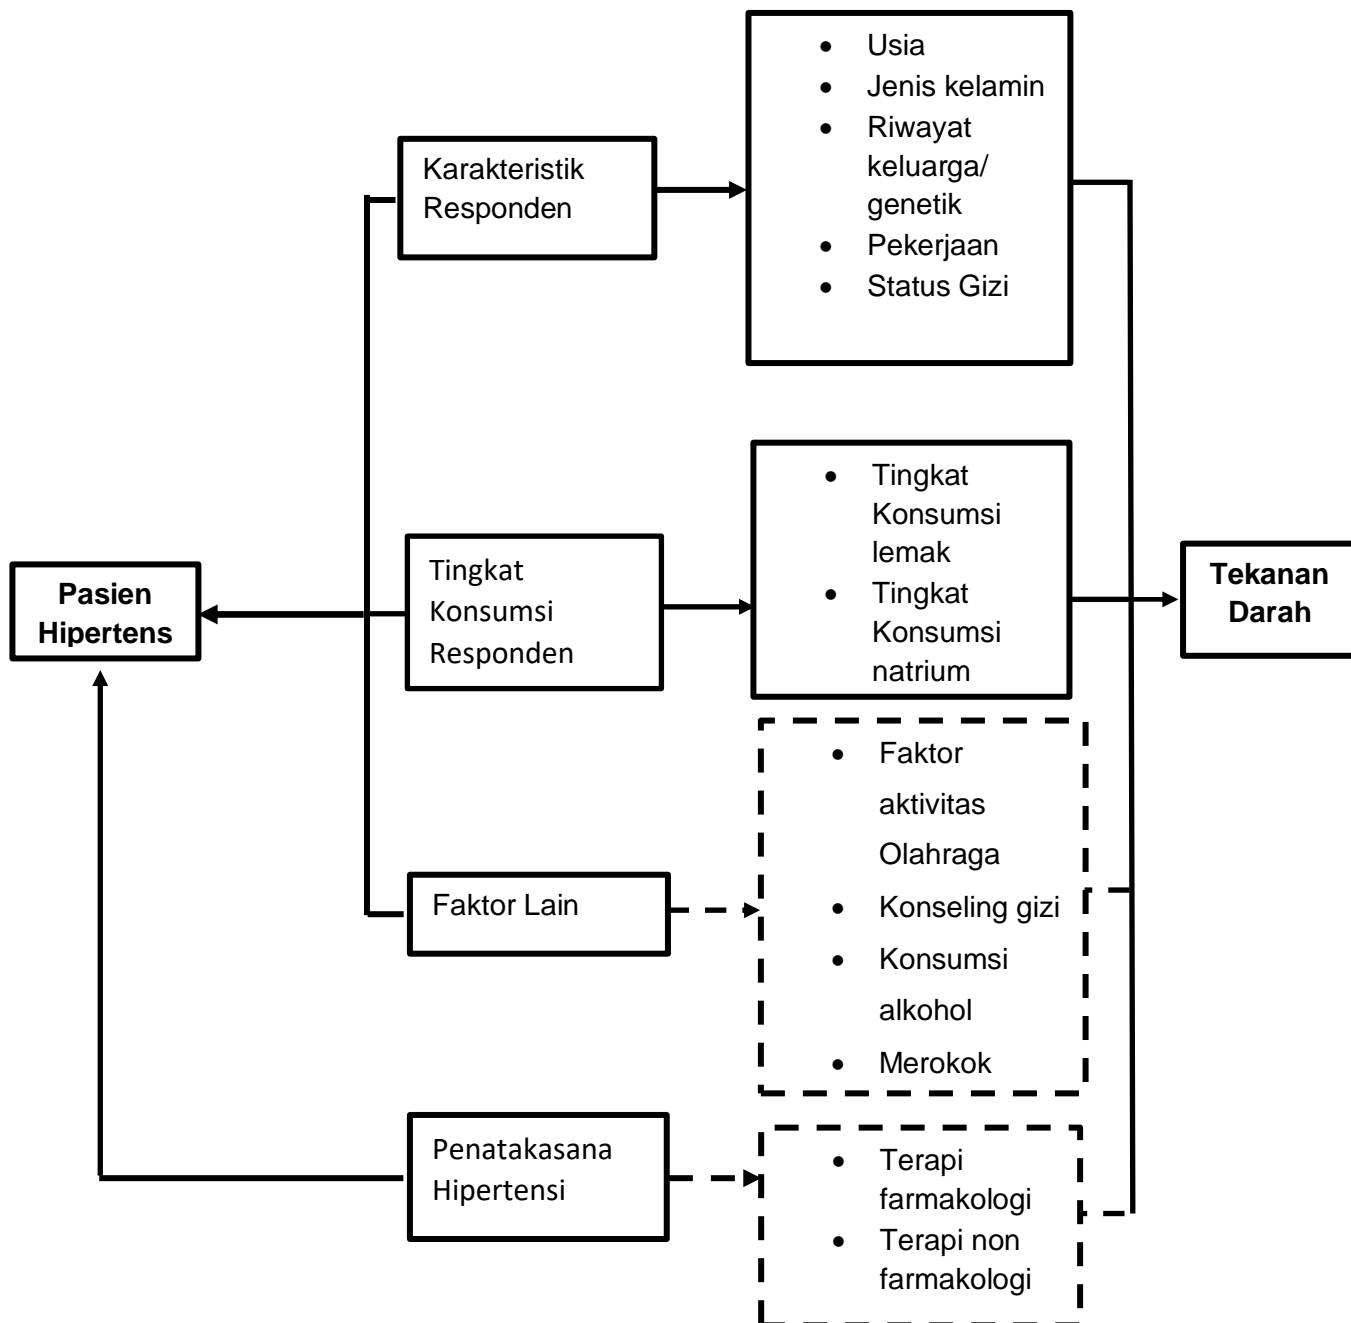 Usia
Jenis kelamin
Riwayat
keluarga/
genetik
Pekerjaan
Status Gizi
Karakteristik
Responden
Tingkat
Konsumsi
lemak
Tingkat
Konsumsi
natrium
Tingkat
Konsumsi
Responden
Pasien
Hipertens
Tekanan
Darah
Faktor
aktivitas
Olahraga
Konseling gizi
Konsumsi
alkohol
Merokok
Faktor Lain
Penatakasana
Hipertensi
Terapi
farmakologi
Terapi non
farmakologi